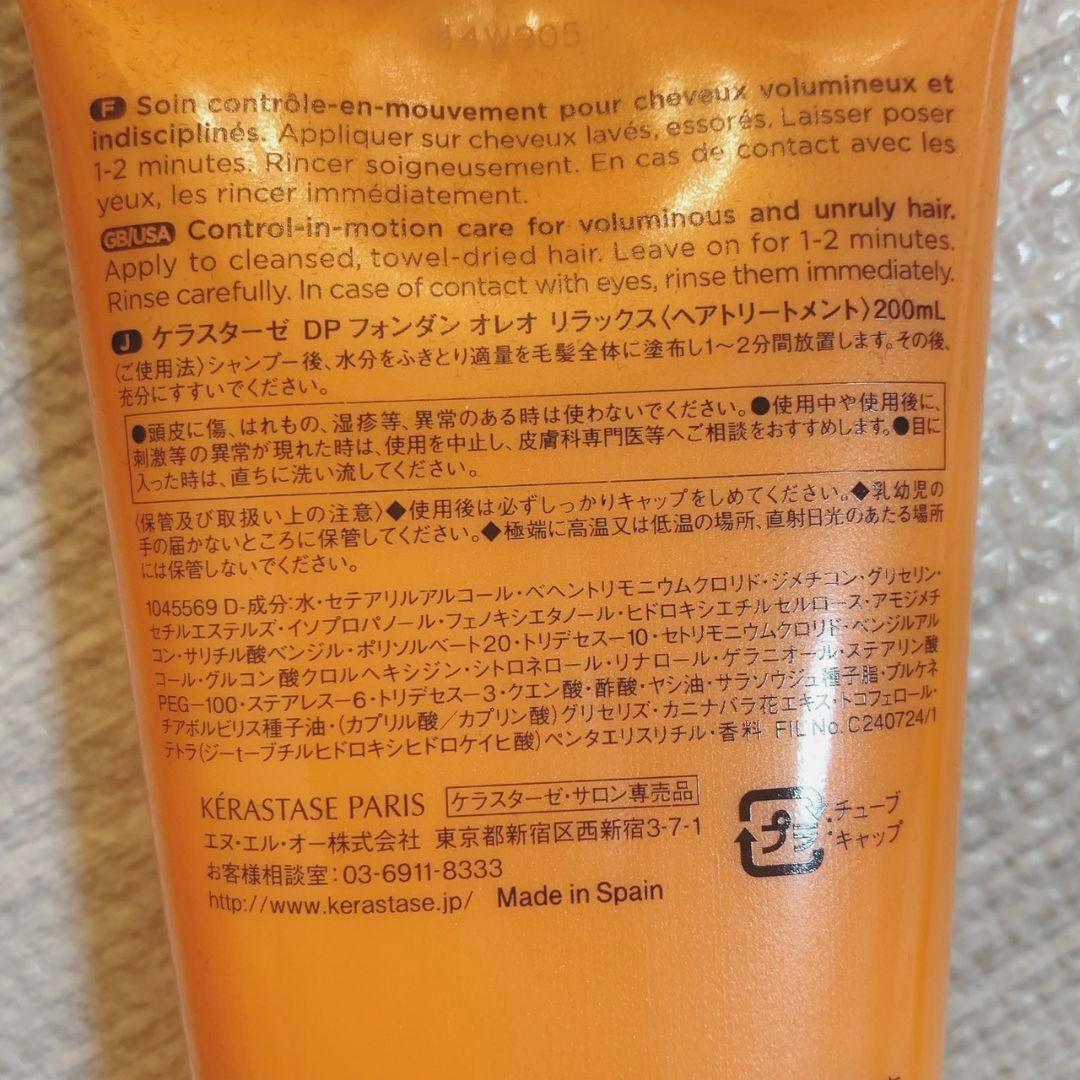 44W905
F Soin contrôle-en-mouvement pour cheveux volumineux et
indisciplinés. Appliquer sur cheveux lavés, essorés. Laisser poser
1-2 minutes. Rincer soigneusement. En cas de contact avec les
yeux, les rincer immédiatement.
GB/USA Control-in-motion care for voluminous and unruly hair.
Apply to cleansed, towel-dried hair. Leave on for 1-2 minutes.
Rinse carefully. In case of contact with eyes, rinse them immediately.
J ケラスターゼ DP フォンダン オレオ リラックス〈ヘアトリートメント〉200mL
〈ご使用法〉シャンプー後、水分をふきとり適量を毛髪全体に塗布し1〜2分間放置します。その後、
充分にすすいでください。
●頭皮に傷、はれもの、湿疹等、異常のある時は使わないでください。●使用中や使用後に、
刺激等の異常が現れた時は、使用を中止し、皮膚科専門医等へご相談をおすすめします。●目に
入った時は、直ちに洗い流してください。
〈保管及び取扱い上の注意〉◆使用後は必ずしっかりキャップをしめてください。◆乳幼児の
手の届かないところに保管してください。◆極端に高温又は低温の場所、直射日光のあたる場所
には保管しないでください。
1045569 D-成分:水・セテアリルアルコール・ベヘントリモニウムクロリド・ジメチコン・グリセリン・
セチルエステルズ・イソプロパノール・フェノキシエタノール・ヒドロキシエチルセルロース・アモジメチ
コン・サリチル酸ベンジル・ポリソルベート20・トリデセス−10・セトリモニウムクロリド・ベンジルアル
コール・グルコン酸クロルヘキシジン・シトロネロール・リナロール・ゲラニオール・ステアリン酸
PEG−100・ステアレス−6・トリデセス−3・クエン酸・酢酸・ヤシ油・サラソウジュ種子脂・プルケネ
チアボルビリス種子油・(カプリル酸/カプリン酸)グリセリズ・カニナバラ花エキス・トコフェロール・
テトラ(ジーtーブチルヒドロキシヒドロケイヒ酸)ペンタエリスリチル・香料 FIL No. C240724/1
KÉRASTASE PARIS ケラスターゼ・サロン専売品
エヌ・エル・オー株式会社 東京都新宿区西新宿3-7-1
お客様相談室:03-6911-8333
http://www.kerastase.jp/ Made in Spain
プラ :チューブ
:キャップ